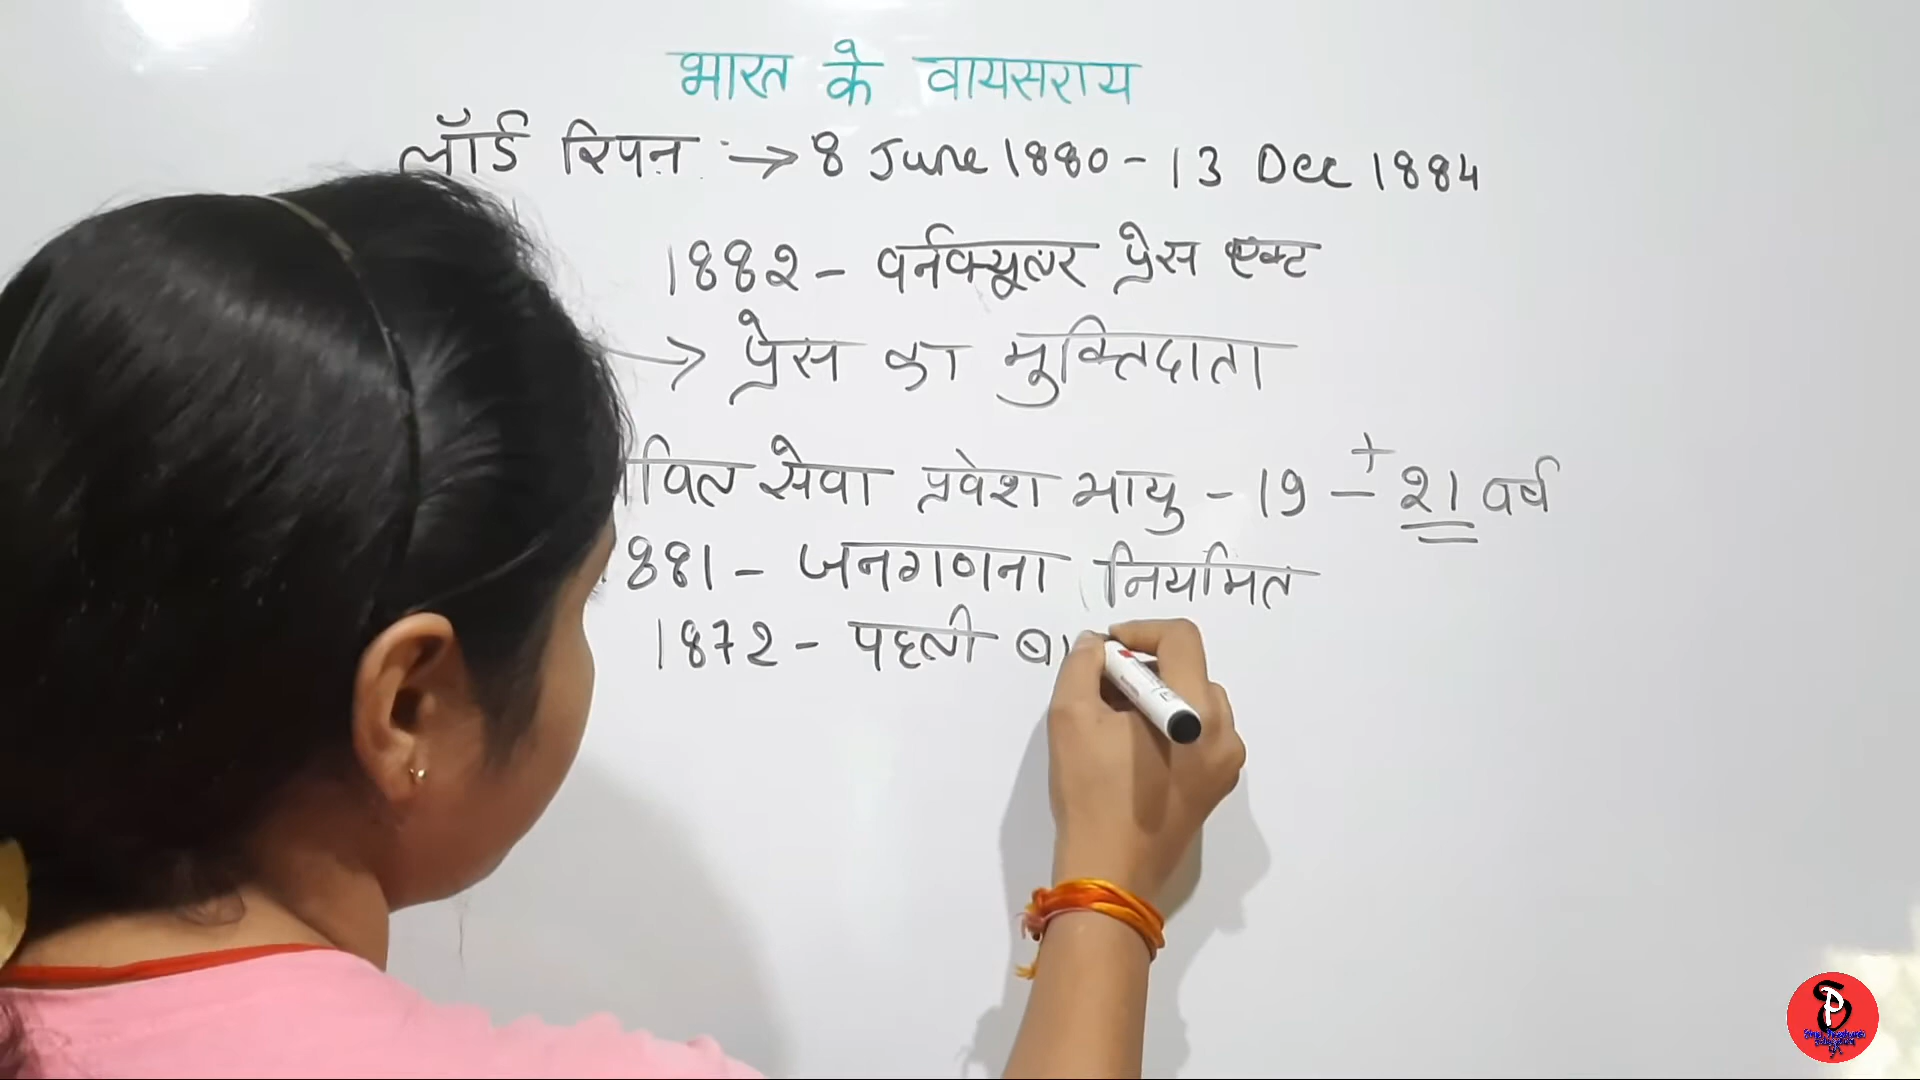 भारत के वायसराय
लॉर्ड रिपन :→ 8 June 1880 - 13 Dec 1884
1882 - वर्नक्यूलर प्रेस एक्ट
→ प्रेस का मुक्तिदाता
विल सेवा प्रवेश आयु - 19 - 21 वर्ष
881 - जनगणना नियमित
1872 - पहली बा